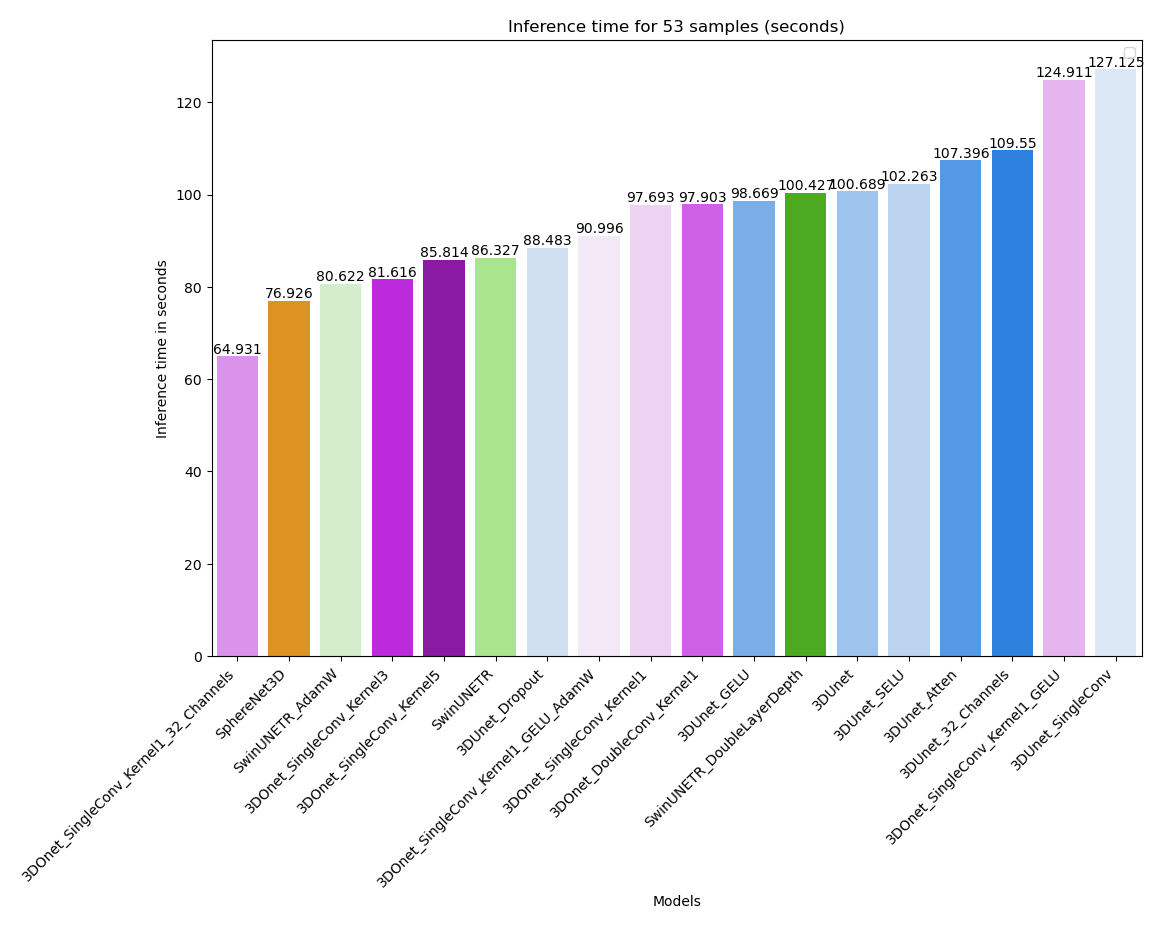 Inference time for 53 samples (seconds)
Inference time in seconds
120
100
80
60
40
20
0
64.931
76.926
80.622
81.616
85.814
86.327
88.483
90.996
97.693
97.903
98.669
100.427
100.689
102.263
107.396
109.55
124.911
127.125
3DOnet_SingleConv_Kernel1_32_Channels
SphereNet3D
SwinUNETR_AdamW
3DOnet_SingleConv_Kernel3
3DOnet_SingleConv_Kernel5
SwinUNETR
3DUnet_Dropout
3DOnet_SingleConv_Kernel1_GELU_AdamW
3DOnet_SingleConv_Kernel1
3DOnet_DoubleConv_Kernel1
3DUnet_GELU
SwinUNETR_DoubleLayerDepth
3DUnet
3DUnet_SELU
3DUnet_Atten
3DUnet_32_Channels
3DOnet_SingleConv_Kernel1_GELU
3DUnet_SingleConv
Models